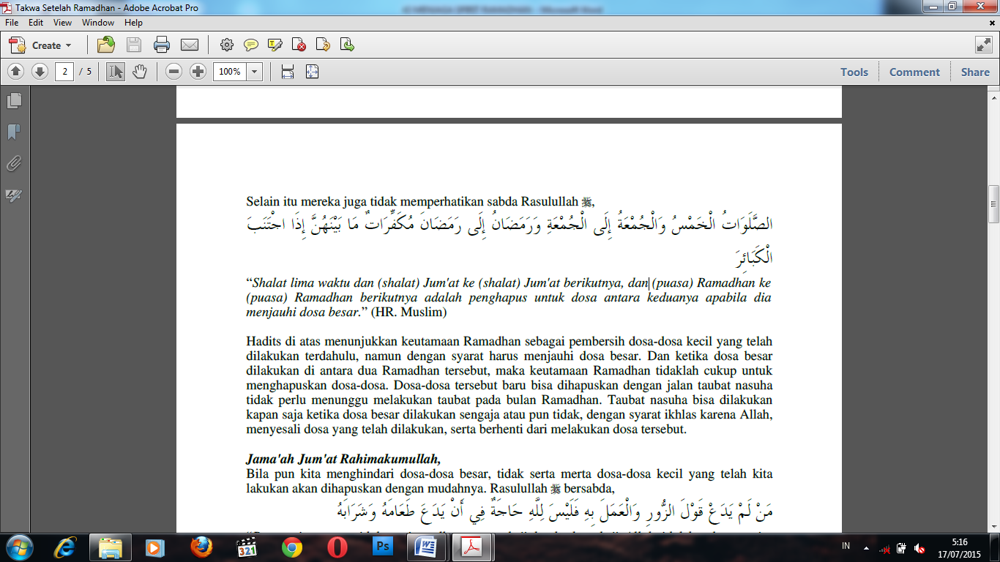 Takwa Setelah Ramadhan - Adobe Acrobat Pro
File Edit View Window Help
Create
2 / 5 100% Tools Comment Share
Selain itu mereka juga tidak memperhatikan sabda Rasulullah ﷺ,
الصَّلَوَاتُ الْخَمْسُ وَالْجُمْعَةُ إِلَى الْجُمْعَةِ وَرَمَضَانُ إِلَى رَمَضَانَ مُكَفِّرَاتٌ مَا بَيْنَهُنَّ إِذَا اجْتَنَبَ
الْكَبَائِرَ
“Shalat lima waktu dan (shalat) Jum'at ke (shalat) Jum'at berikutnya, dan (puasa) Ramadhan ke
(puasa) Ramadhan berikutnya adalah penghapus untuk dosa antara keduanya apabila dia
menjauhi dosa besar.” (HR. Muslim)
Hadits di atas menunjukkan keutamaan Ramadhan sebagai pembersih dosa-dosa kecil yang telah
dilakukan terdahulu, namun dengan syarat harus menjauhi dosa besar. Dan ketika dosa besar
dilakukan di antara dua Ramadhan tersebut, maka keutamaan Ramadhan tidaklah cukup untuk
menghapuskan dosa-dosa. Dosa-dosa tersebut baru bisa dihapuskan dengan jalan taubat nasuha
tidak perlu menunggu melakukan taubat pada bulan Ramadhan. Taubat nasuha bisa dilakukan
kapan saja ketika dosa besar dilakukan sengaja atau pun tidak, dengan syarat ikhlas karena Allah,
menyesali dosa yang telah dilakukan, serta berhenti dari melakukan dosa tersebut.
Jama'ah Jum'at Rahimakumullah,
Bila pun kita menghindari dosa-dosa besar, tidak serta merta dosa-dosa kecil yang telah kita
lakukan akan dihapuskan dengan mudahnya. Rasulullah ﷺ bersabda,
مَنْ لَمْ يَدَعْ قَوْلَ الزُّورِ وَالْعَمَلَ بِهِ فَلَيْسَ لِلَّهِ حَاجَةٌ فِي أَنْ يَدَعَ طَعَامَهُ وَشَرَابَهُ
321 Ps IN 5:16
17/07/2015